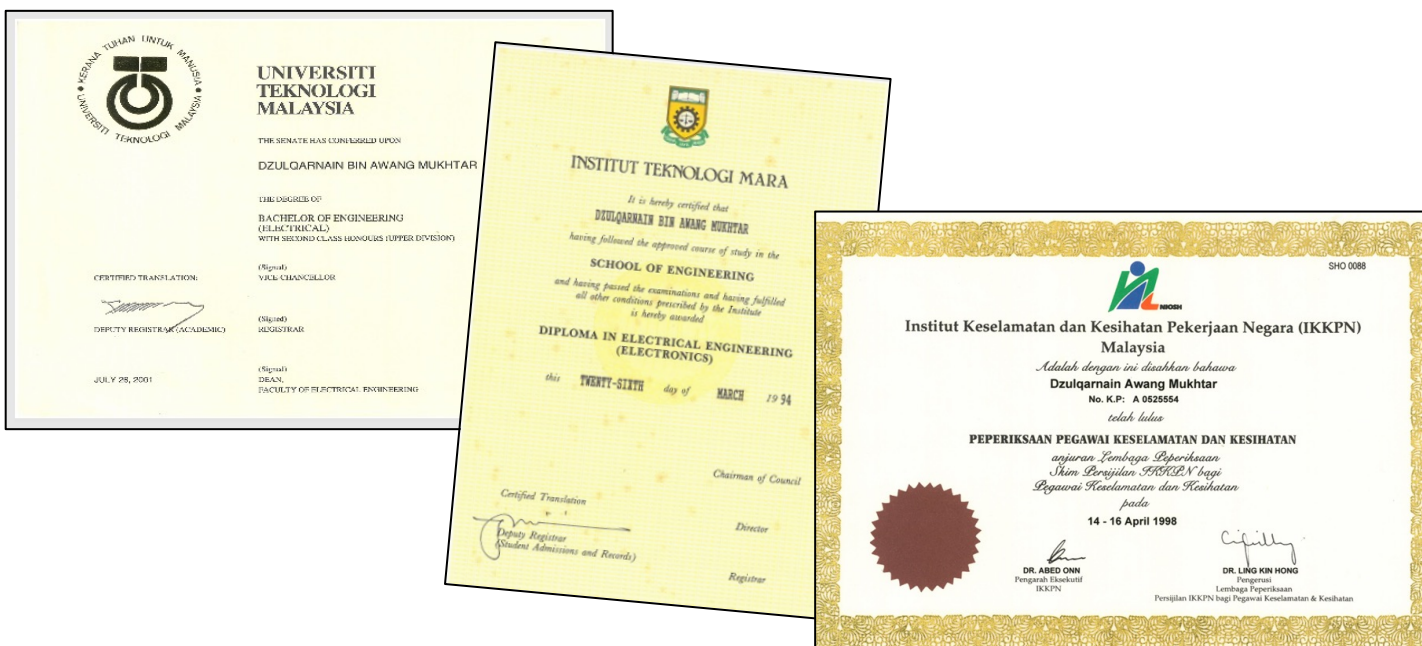 KERANA TUHAN UNTUK MANUSIA
UNIVERSITI TEKNOLOGI MALAYSIA
UNIVERSITI
TEKNOLOGI
MALAYSIA
THE SENATE HAS CONFERRED UPON
DZULQARNAIN BIN AWANG MUKHTAR
THE DEGREE OF
BACHELOR OF ENGINEERING
(ELECTRICAL)
WITH SECOND CLASS HONOURS (UPPER DIVISION)
(Signed)
VICE CHANCELLOR
CERTIFIED TRANSLATION:
(Signed)
REGISTRAR
DEPUTY REGISTRAR (ACADEMIC)
(Signed)
DEAN,
FACULTY OF ELECTRICAL ENGINEERING
JULY 28, 2001
INSTITUT TEKNOLOGI MARA
It is hereby certified that
DZULQARNAIN BIN AWANG MUKHTAR
having followed the approved course of study in the
SCHOOL OF ENGINEERING
and having passed the examinations and having fulfilled
all other conditions prescribed by the Institute
is hereby awarded
DIPLOMA IN ELECTRICAL ENGINEERING
(ELECTRONICS)
this TWENTY-SIXTH day of MARCH 19 94
Chairman of Council
Certified Translation
Director
Deputy Registrar
(Student Admissions and Records)
Registrar
SHO 0088
NIOSH
Institut Keselamatan dan Kesihatan Pekerjaan Negara (IKKPN)
Malaysia
Adalah dengan ini disahkan bahawa
Dzulqarnain Awang Mukhtar
No. K.P: A 0525554
telah lulus
PEPERIKSAAN PEGAWAI KESELAMATAN DAN KESIHATAN
anjuran Lembaga Peperiksaan
Skim Persijilan IKKPN bagi
Pegawai Keselamatan dan Kesihatan
pada
14 - 16 April 1998
DR. ABED ONN
Pengarah Eksekutif
IKKPN
DR. LING KIN HONG
Pengerusi
Lembaga Peperiksaan
Persijilan IKKPN bagi Pegawai Keselamatan & Kesihatan